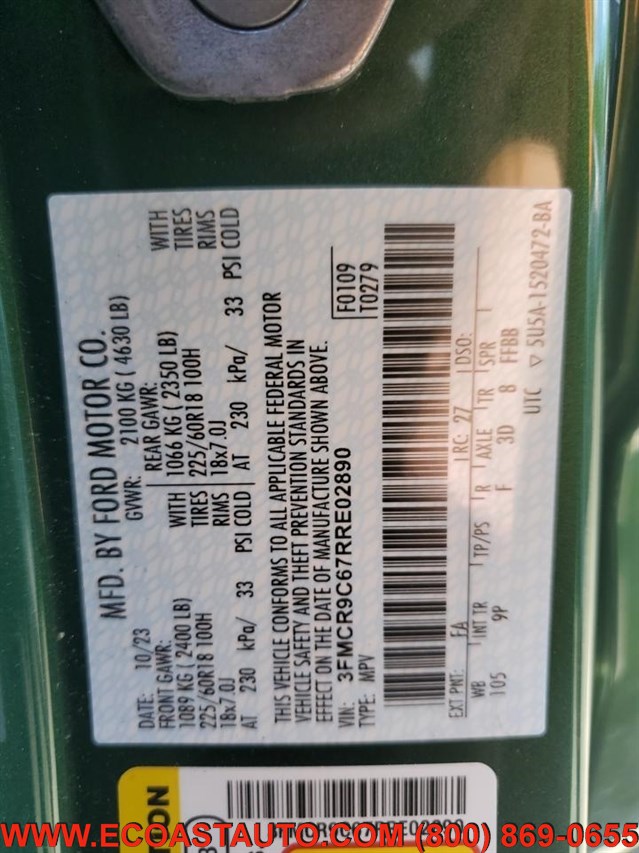 MFD. BY FORD MOTOR CO.
DATE: 10/23
GVWR: 2100 KG ( 4630 LB)
FRONT GAWR:
REAR GAWR:
1089 KG ( 2400 LB)
WITH
1066 KG ( 2350 LB)
WITH
225/60R18 100H
TIRES
225/60R18 100H
TIRES
18x7.0J
RIMS
18x7.0J
RIMS
AT 230 kPa/ 33 PSI COLD
AT 230 kPa/ 33 PSI COLD
THIS VEHICLE CONFORMS TO ALL APPLICABLE FEDERAL MOTOR
VEHICLE SAFETY AND THEFT PREVENTION STANDARDS IN
EFFECT ON THE DATE OF MANUFACTURE SHOWN ABOVE.
VIN: 3FMCR9C67RRE02890
F0109
TYPE: MPV
T0279
EXT PNT: FA
RC: 27
DSO:
WB
INT TR
TP/PS
R
AXLE
TR
SPR
105
9P
F
3D
8
FFBB
UTC ▽ 5U5A-1520472-BA
WWW.ECOASTAUTO.COM (800) 869-0655